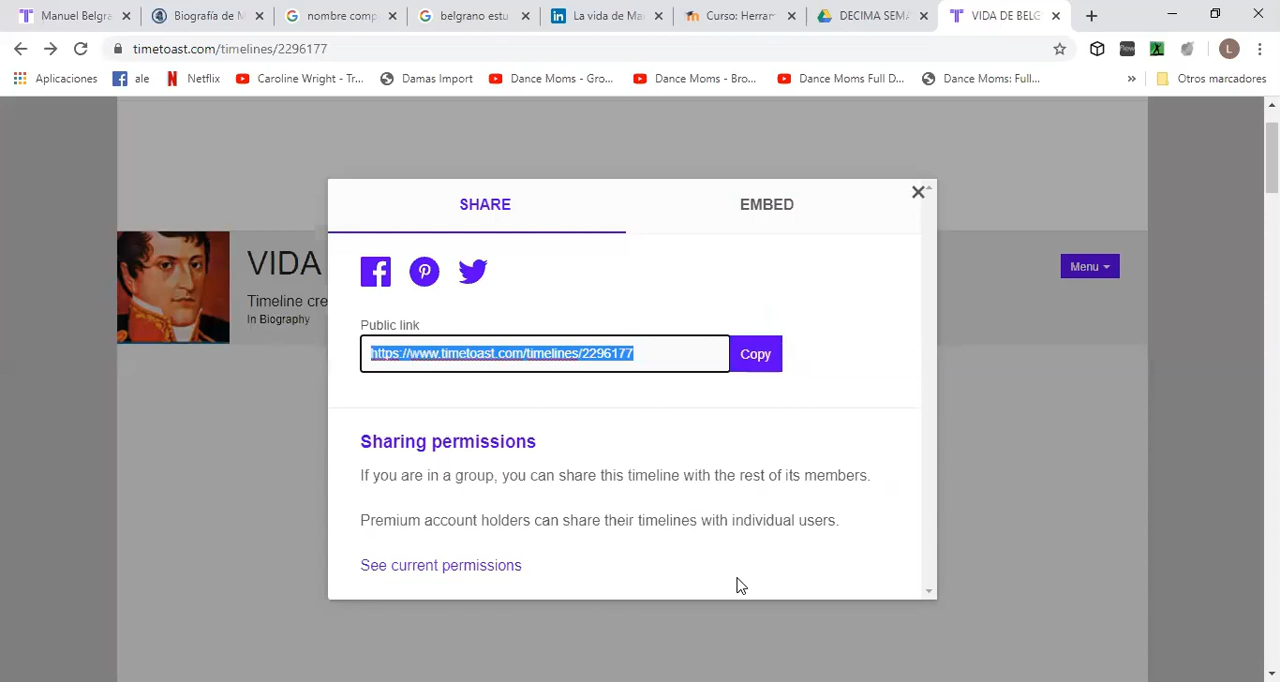 Manuel Belgra
Biografía de M
nombre comp
belgrano estu
La vida de Ma
Curso: Herran
DECIMA SEMA
VIDA DE BELG
timetoast.com/timelines/2296177
L
Aplicaciones
ale
Netflix
Caroline Wright - Tr...
Damas Import
Dance Moms - Gro...
Dance Moms - Bro...
Dance Moms Full D...
Dance Moms: Full...
»
Otros marcadores
SHARE
EMBED
VIDA
Menu
Timeline cre
In Biography
Public link
https://www.timetoast.com/timelines/2296177
Copy
Sharing permissions
If you are in a group, you can share this timeline with the rest of its members.
Premium account holders can share their timelines with individual users.
See current permissions